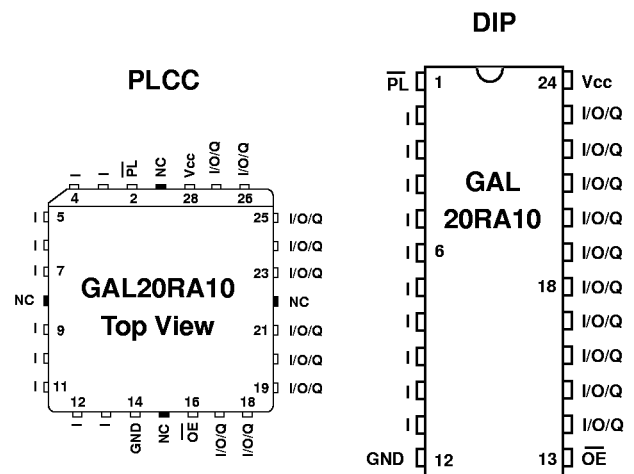 DIP
PLCC
PL 1 24 Vcc
I I/O/Q
I I/O/Q
I I/O/Q
I I/O/Q
I 6 I/O/Q
I 18 I/O/Q
I I/O/Q
I I/O/Q
I I/O/Q
I I/O/Q
GND 12 13 OE
GAL
20RA10
I I PL NC Vcc I/O/Q I/O/Q
4 2 28 26
I 5 25 I/O/Q
I I/O/Q
I 7 23 I/O/Q
NC NC
I 9 21 I/O/Q
I I/O/Q
I 11 19 I/O/Q
GAL20RA10
Top View
12 14 16 18
I I GND NC OE I/O/Q I/O/Q